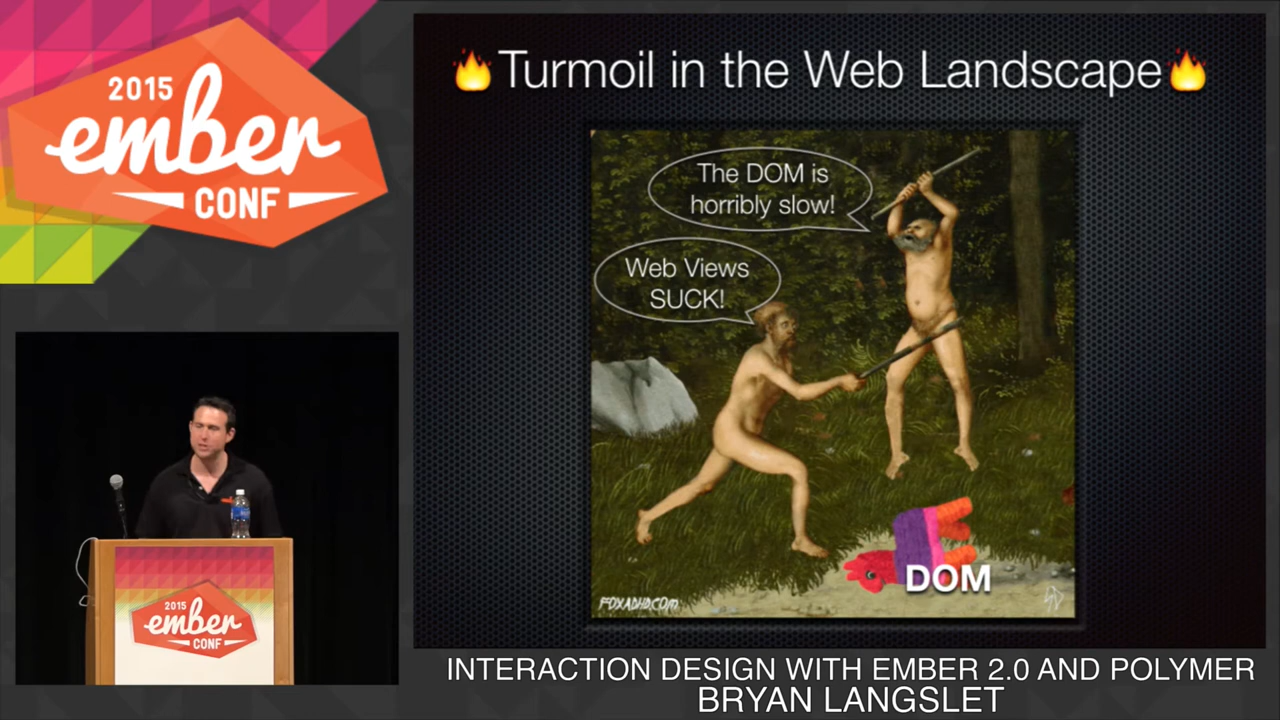 2015
ember
CONF
🔥Turmoil in the Web Landscape🔥
The DOM is
horribly slow!
Web Views
SUCK!
DOM
FOXADHD.COM
2015
ember
CONF
INTERACTION DESIGN WITH EMBER 2.0 AND POLYMER
BRYAN LANGSLET